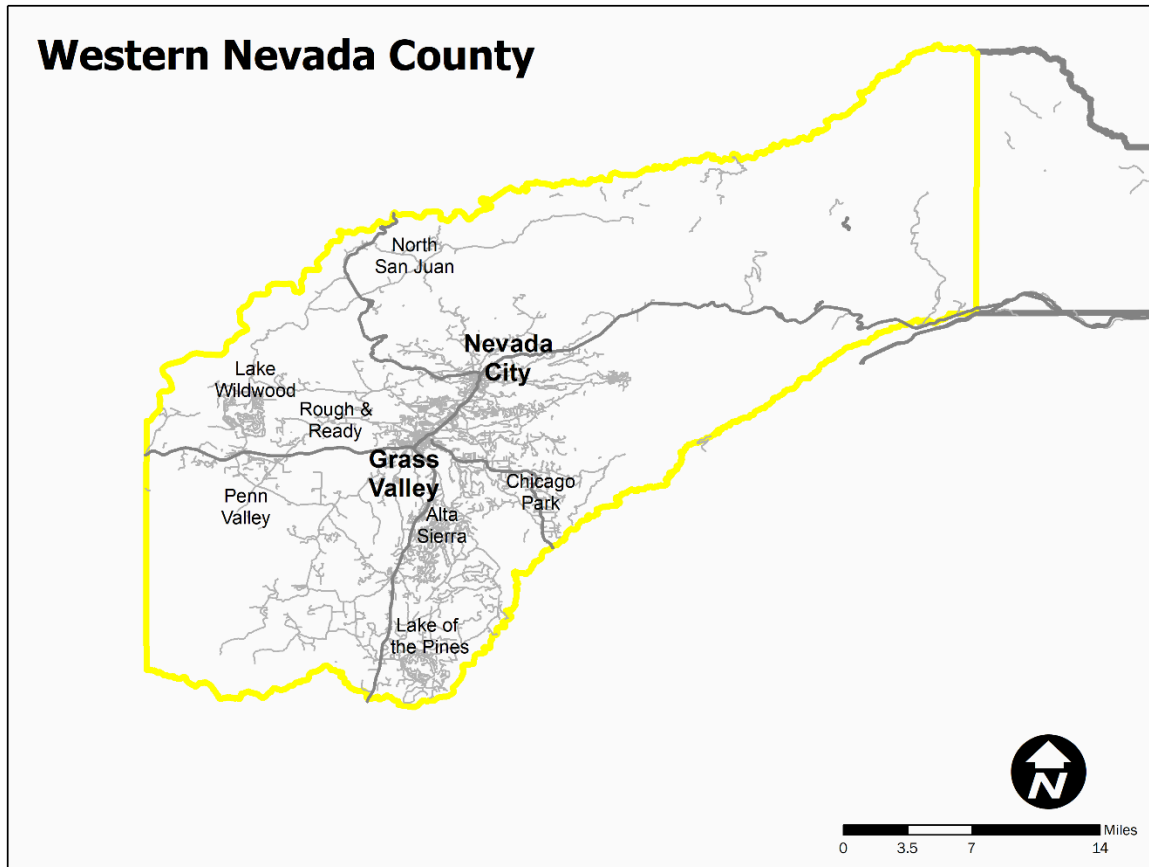 Western Nevada County
North
San Juan
Nevada
City
Lake
Wildwood
Rough &
Ready
Grass
Valley
Penn
Valley
Chicago
Park
Alta
Sierra
Lake of
the Pines
N
Miles
0 3.5 7 14